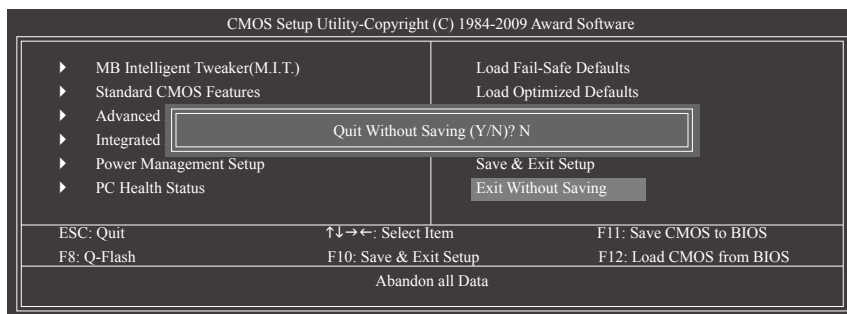 CMOS Setup Utility-Copyright (C) 1984-2009 Award Software
MB Intelligent Tweaker(M.I.T.)
Standard CMOS Features
Advanced
Integrated
Power Management Setup
PC Health Status
Load Fail-Safe Defaults
Load Optimized Defaults
Quit Without Saving (Y/N)? N
Save & Exit Setup
Exit Without Saving
ESC: Quit ↑↓→←: Select Item F11: Save CMOS to BIOS
F8: Q-Flash F10: Save & Exit Setup F12: Load CMOS from BIOS
Abandon all Data